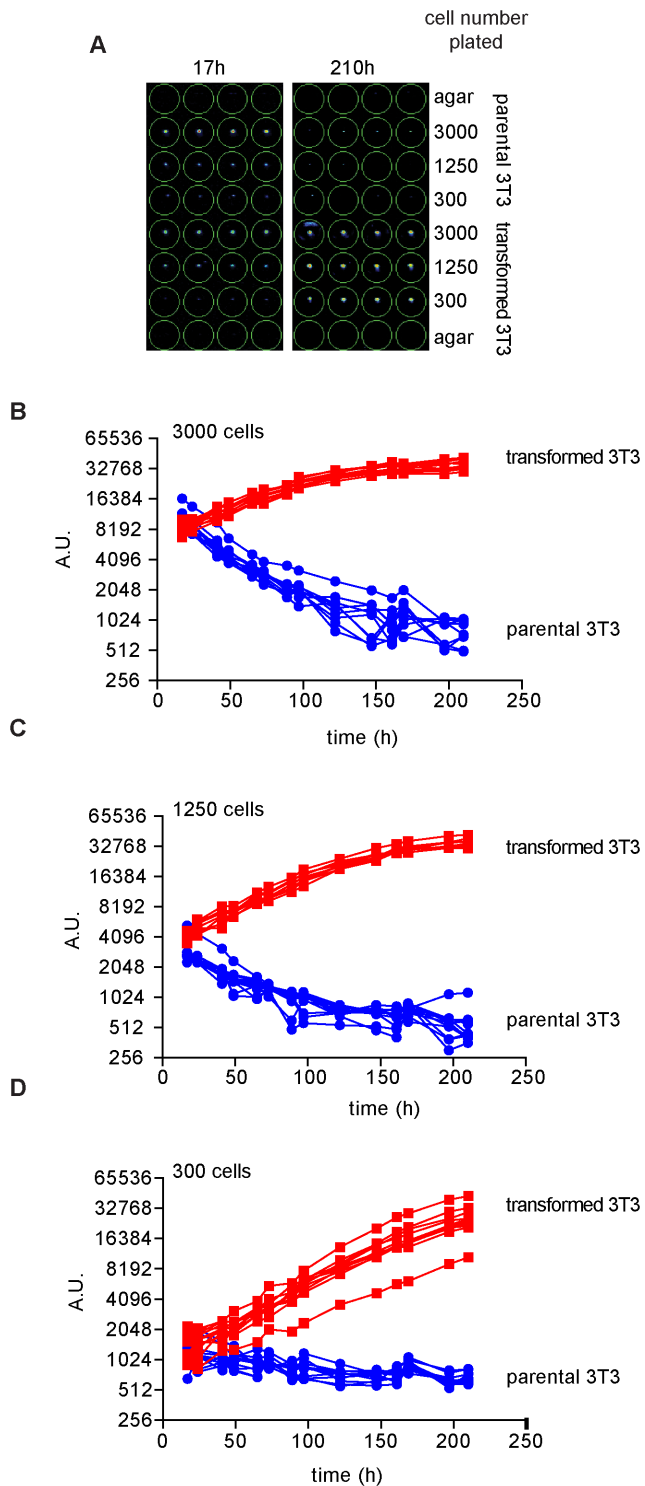 cell number
plated
A
17h
210h
agar
3000
1250
300
3000
1250
300
agar
parental 3T3
transformed 3T3
B
3000 cells
65536
32768
16384
8192
4096
2048
1024
512
256
A.U.
0
50
100
150
200
250
time (h)
transformed 3T3
parental 3T3
C
1250 cells
65536
32768
16384
8192
4096
2048
1024
512
256
A.U.
0
50
100
150
200
250
time (h)
transformed 3T3
parental 3T3
D
300 cells
65536
32768
16384
8192
4096
2048
1024
512
256
A.U.
0
50
100
150
200
250
time (h)
transformed 3T3
parental 3T3